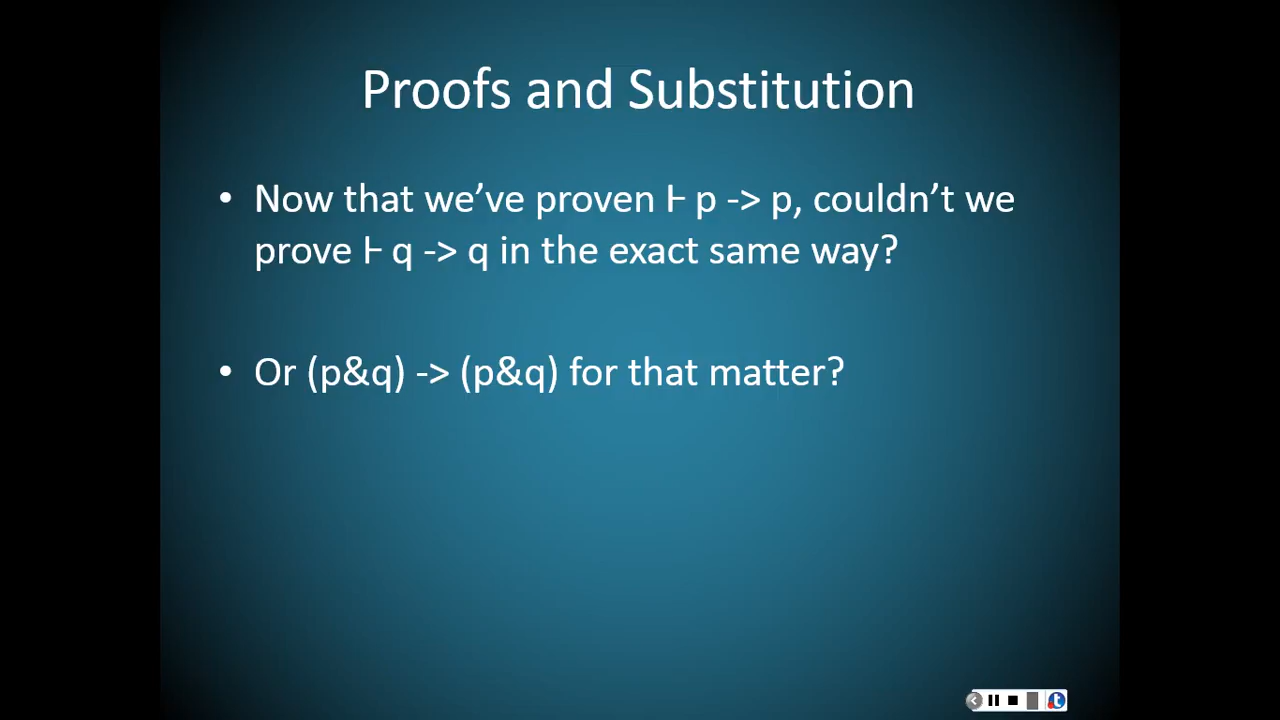 Proofs and Substitution
• Now that we’ve proven Ͱ p -> p, couldn’t we
prove Ͱ q -> q in the exact same way?
• Or (p&q) -> (p&q) for that matter?